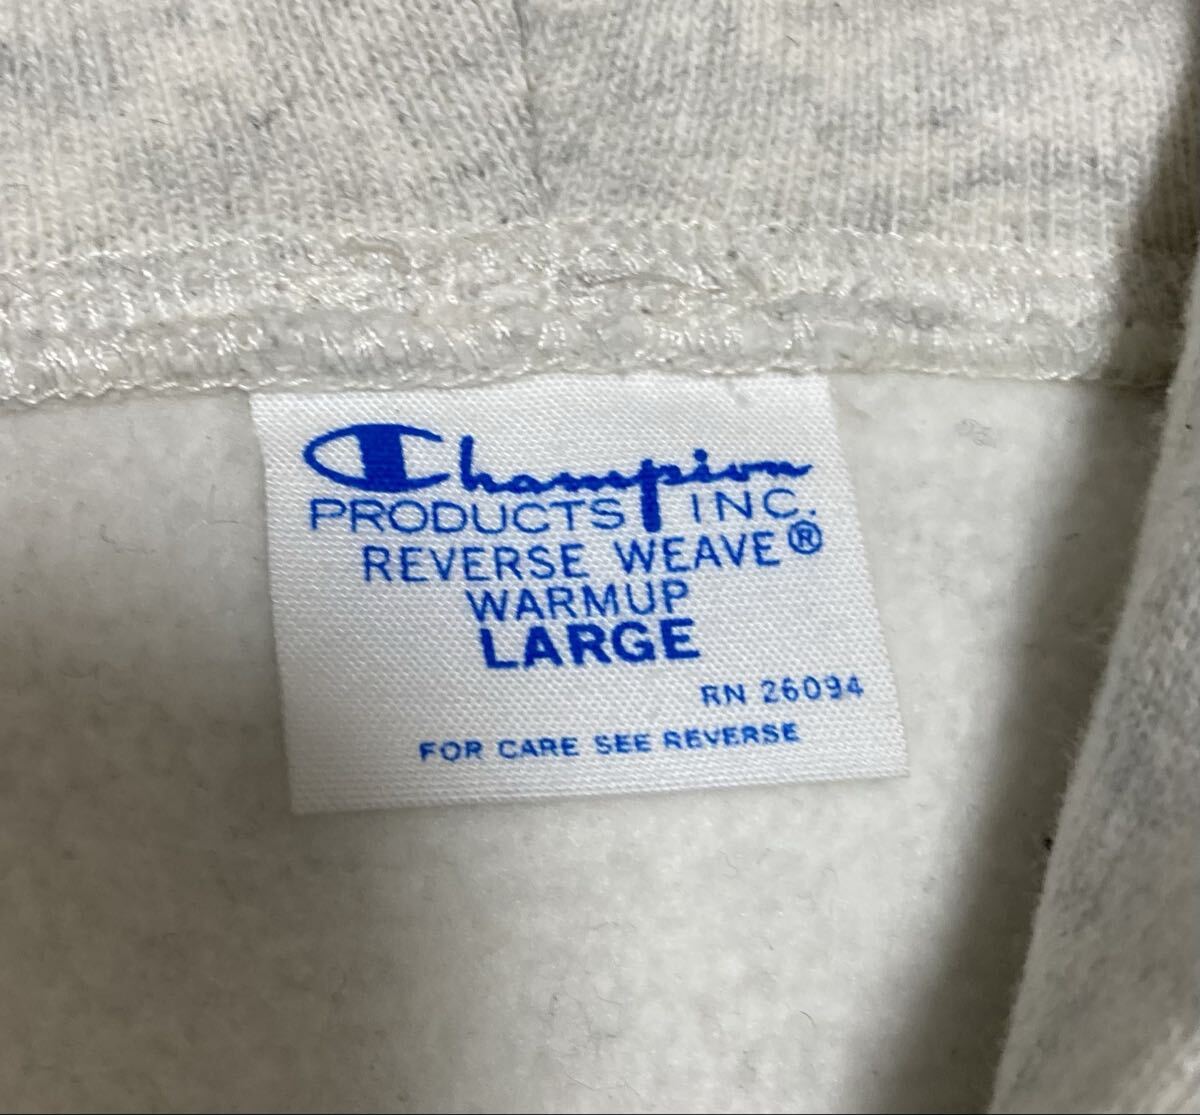 Champion
PRODUCTS INC.
REVERSE WEAVE®
WARMUP
LARGE
RN 26094
FOR CARE SEE REVERSE